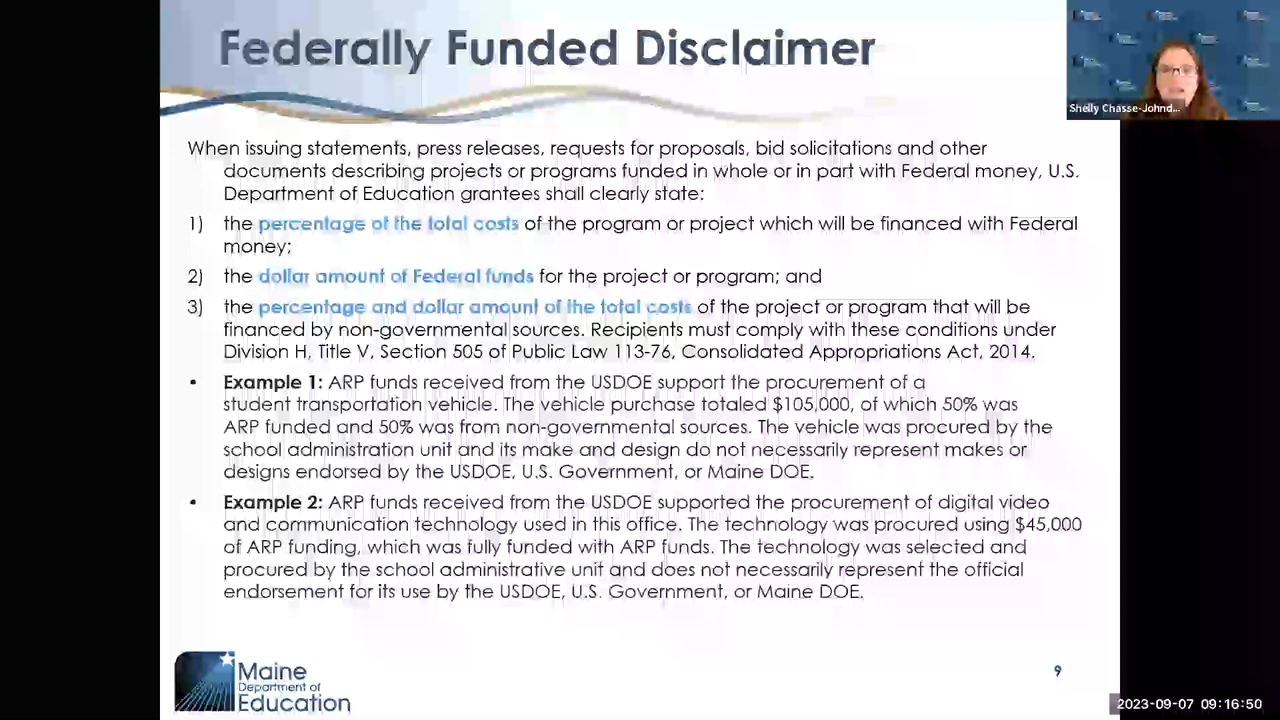 Federally Funded Disclaimer
Shelly Chasse-Johnd...
When issuing statements, press releases, requests for proposals, bid solicitations and other
documents describing projects or programs funded in whole or in part with Federal money, U.S.
Department of Education grantees shall clearly state:
1) the percentage of the total costs of the program or project which will be financed with Federal
money;
2) the dollar amount of Federal funds for the project or program; and
3) the percentage and dollar amount of the total costs of the project or program that will be
financed by non-governmental sources. Recipients must comply with these conditions under
Division H, Title V, Section 505 of Public Law 113-76, Consolidated Appropriations Act, 2014.
• Example 1: ARP funds received from the USDOE support the procurement of a
student transportation vehicle. The vehicle purchase totaled $105,000, of which 50% was
ARP funded and 50% was from non-governmental sources. The vehicle was procured by the
school administration unit and its make and design do not necessarily represent makes or
designs endorsed by the USDOE, U.S. Government, or Maine DOE.
• Example 2: ARP funds received from the USDOE supported the procurement of digital video
and communication technology used in this office. The technology was procured using $45,000
of ARP funding, which was fully funded with ARP funds. The technology was selected and
procured by the school administrative unit and does not necessarily represent the official
endorsement for its use by the USDOE, U.S. Government, or Maine DOE.
Maine
Department of
Education
9
2023-09-07 09:16:50